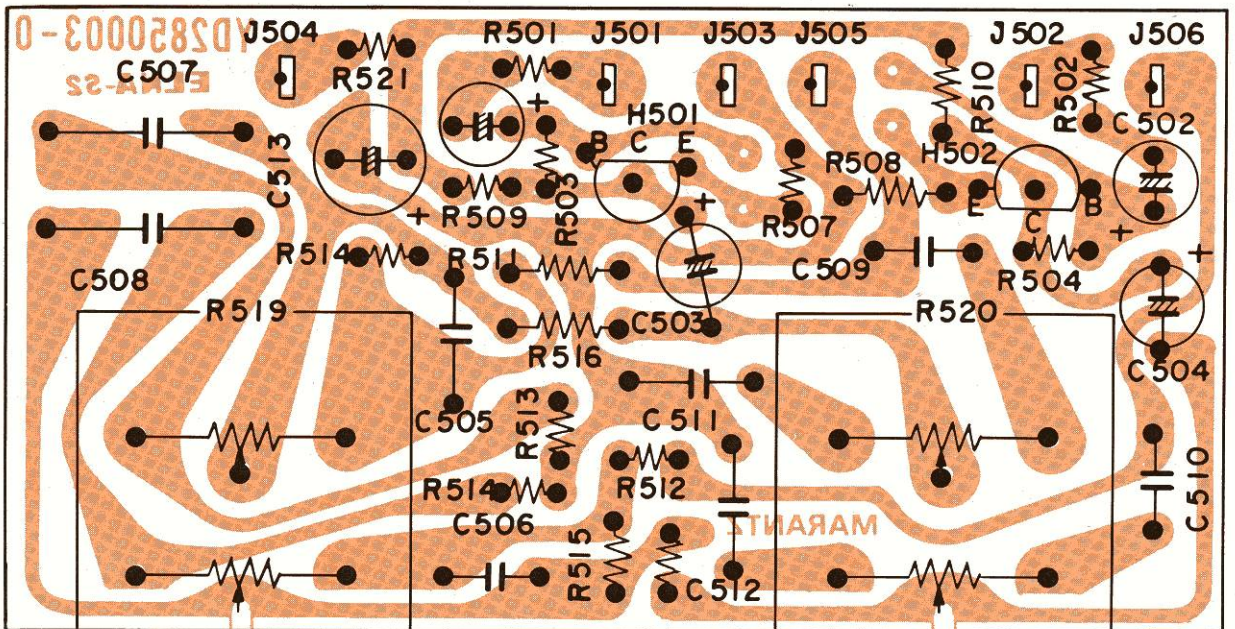 YD2850003-0
J504
R501
J501
J503
J505
J502
J506
C507
ELNA-S2
R521
R510
R502
C502
H501
B C E
C513
R508
H502
R509
R503
R507
E C B
R514
R511
C509
R504
C508
R519
C503
R520
R516
C504
C505
R513
C511
R514
R512
C510
C506
MARANTZ
R515
C512